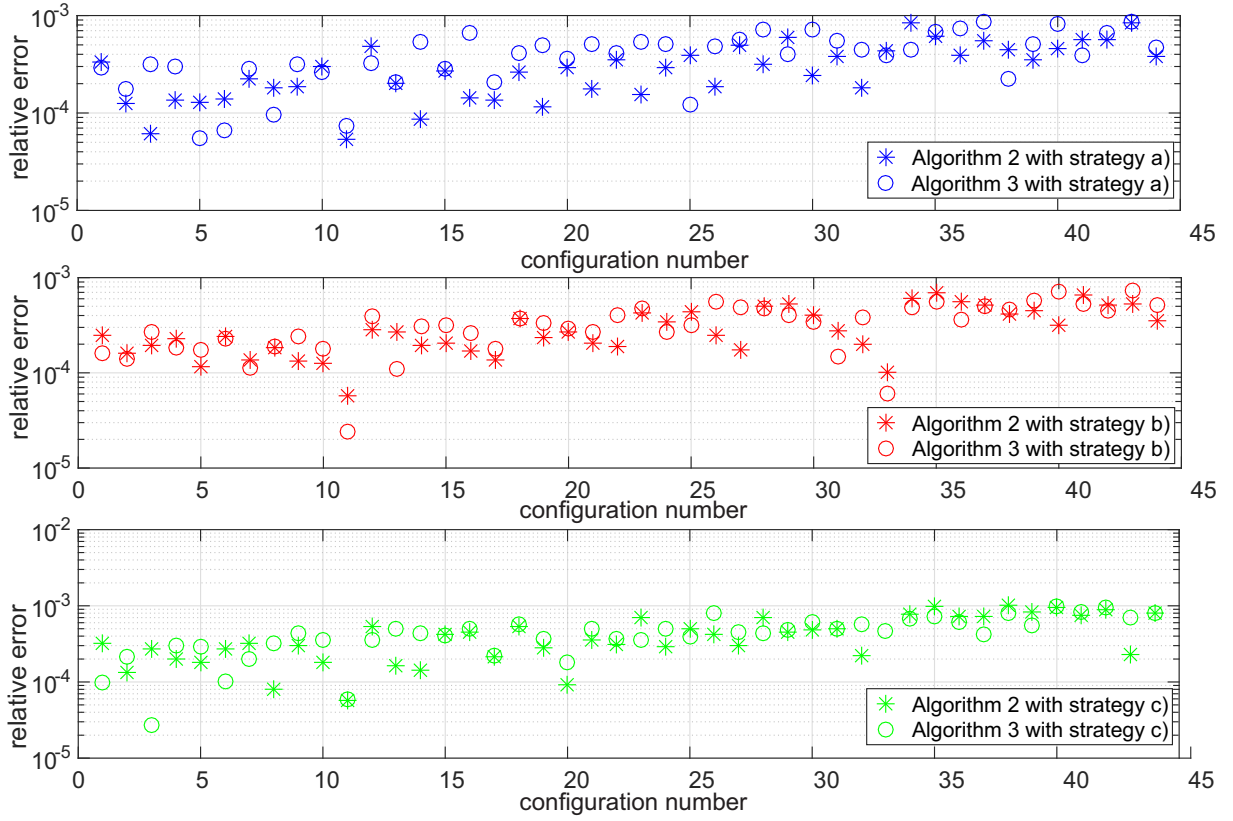 10^-3
10^-4
10^-5
relative error
0 5 10 15 20 25 30 35 40 45
configuration number
Algorithm 2 with strategy a)
Algorithm 3 with strategy a)
10^-3
10^-4
10^-5
relative error
0 5 10 15 20 25 30 35 40 45
configuration number
Algorithm 2 with strategy b)
Algorithm 3 with strategy b)
10^-2
10^-3
10^-4
10^-5
relative error
0 5 10 15 20 25 30 35 40 45
configuration number
Algorithm 2 with strategy c)
Algorithm 3 with strategy c)